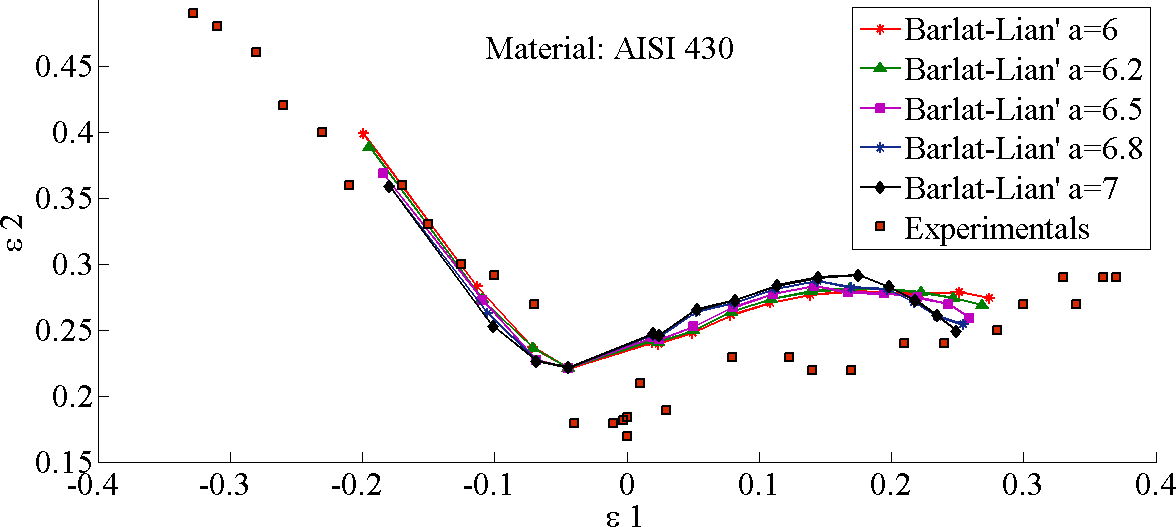 Material: AISI 430
Barlat-Lian' a=6
Barlat-Lian' a=6.2
Barlat-Lian' a=6.5
Barlat-Lian' a=6.8
Barlat-Lian' a=7
Experimentals
ε 2
0.45
0.4
0.35
0.3
0.25
0.2
0.15
-0.4 -0.3 -0.2 -0.1 0 0.1 0.2 0.3 0.4
ε 1